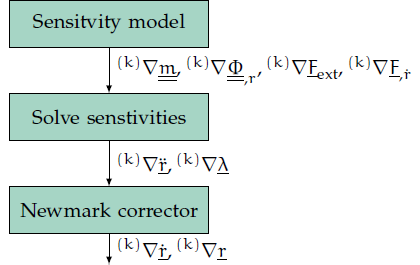 Sensitvity model
(k)∇m̳, (k)∇Φ̳,r, (k)∇F̲ext, (k)∇F̲,ṙ
Solve senstivities
(k)∇r̲̈, (k)∇λ̲
Newmark corrector
(k)∇ṙ̲, (k)∇r̲